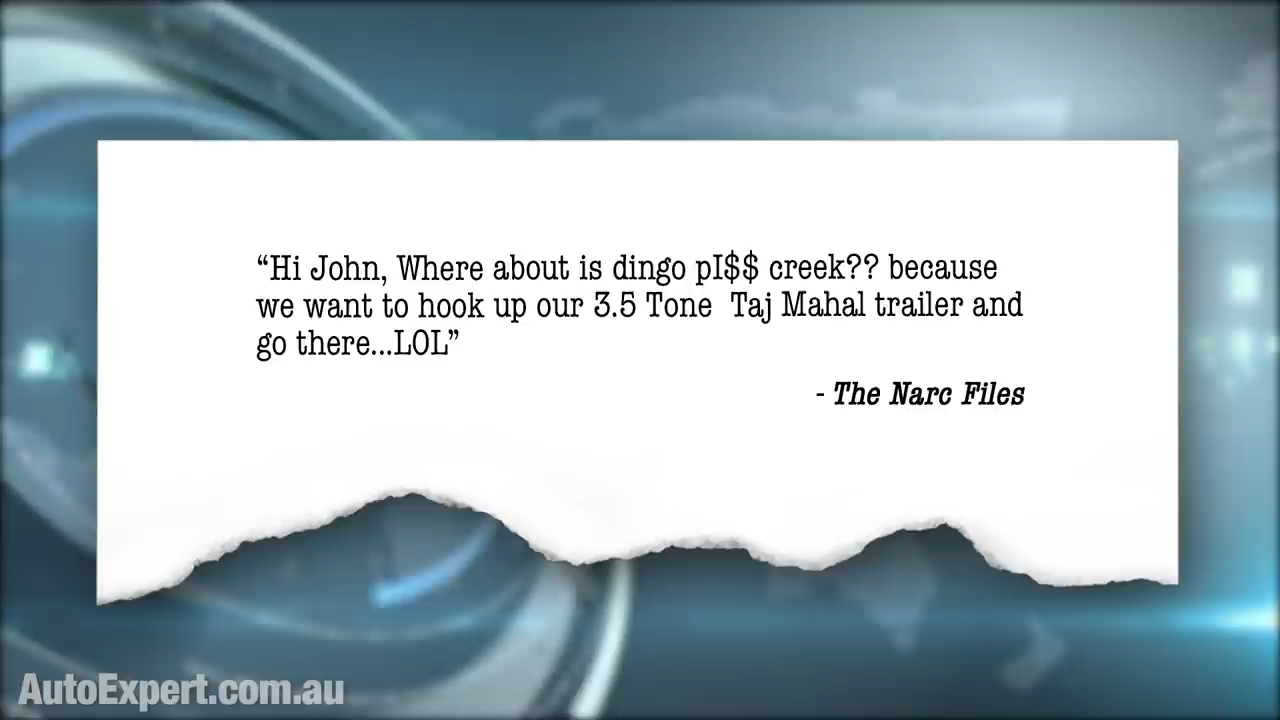 “Hi John, Where about is dingo pI$$ creek?? because
we want to hook up our 3.5 Tone  Taj Mahal trailer and
go there...LOL”
- The Narc Files
AutoExpert.com.au